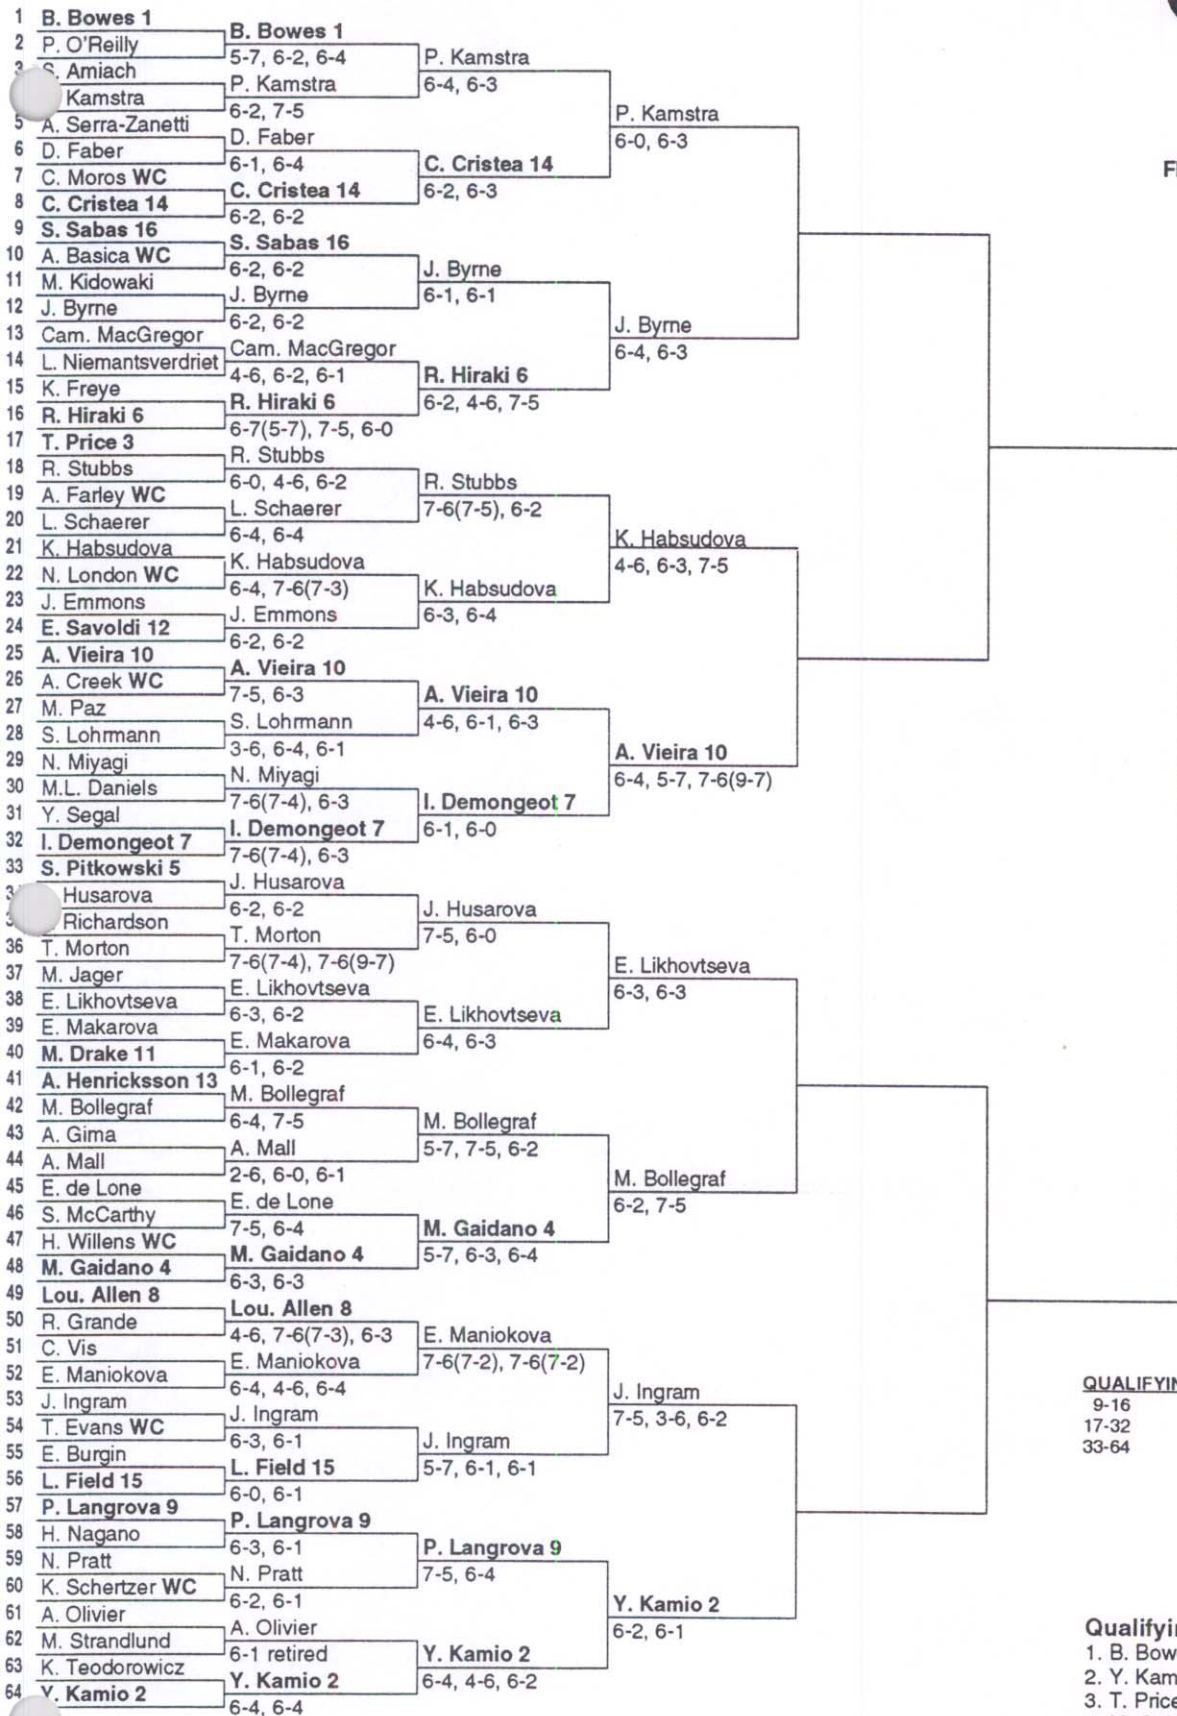 1 B. Bowes 1
2 P. O'Reilly
3 S. Amiach
Kamstra
5 A. Serra-Zanetti
6 D. Faber
7 C. Moros WC
8 C. Cristea 14
9 S. Sabas 16
10 A. Basica WC
11 M. Kidowaki
12 J. Byrne
13 Cam. MacGregor
14 L. Niemantsverdriet
15 K. Freye
16 R. Hiraki 6
17 T. Price 3
18 R. Stubbs
19 A. Farley WC
20 L. Schaerer
21 K. Habsudova
22 N. London WC
23 J. Emmons
24 E. Savoldi 12
25 A. Vieira 10
26 A. Creek WC
27 M. Paz
28 S. Lohrmann
29 N. Miyagi
30 M.L. Daniels
31 Y. Segal
32 I. Demongeot 7
33 S. Pitkowski 5
Husarova
Richardson
36 T. Morton
37 M. Jager
38 E. Likhovtseva
39 E. Makarova
40 M. Drake 11
41 A. Henricksson 13
42 M. Bollegraf
43 A. Gima
44 A. Mall
45 E. de Lone
46 S. McCarthy
47 H. Willens WC
48 M. Gaidano 4
49 Lou. Allen 8
50 R. Grande
51 C. Vis
52 E. Maniokova
53 J. Ingram
54 T. Evans WC
55 E. Burgin
56 L. Field 15
57 P. Langrova 9
58 H. Nagano
59 N. Pratt
60 K. Schertzer WC
61 A. Olivier
62 M. Strandlund
63 K. Teodorowicz
64 Y. Kamio 2
B. Bowes 1
5-7, 6-2, 6-4
P. Kamstra
6-2, 7-5
D. Faber
6-1, 6-4
C. Cristea 14
6-2, 6-2
S. Sabas 16
6-2, 6-2
J. Byrne
6-2, 6-2
Cam. MacGregor
4-6, 6-2, 6-1
R. Hiraki 6
6-7(5-7), 7-5, 6-0
R. Stubbs
6-0, 4-6, 6-2
L. Schaerer
6-4, 6-4
K. Habsudova
6-4, 7-6(7-3)
J. Emmons
6-2, 6-2
A. Vieira 10
7-5, 6-3
S. Lohrmann
3-6, 6-4, 6-1
N. Miyagi
7-6(7-4), 6-3
I. Demongeot 7
7-6(7-4), 6-3
J. Husarova
6-2, 6-2
T. Morton
7-6(7-4), 7-6(9-7)
E. Likhovtseva
6-3, 6-2
E. Makarova
6-1, 6-2
M. Bollegraf
6-4, 7-5
A. Mall
2-6, 6-0, 6-1
E. de Lone
7-5, 6-4
M. Gaidano 4
6-3, 6-3
Lou. Allen 8
4-6, 7-6(7-3), 6-3
E. Maniokova
6-4, 4-6, 6-4
J. Ingram
6-3, 6-1
L. Field 15
6-0, 6-1
P. Langrova 9
6-3, 6-1
N. Pratt
6-2, 6-1
A. Olivier
6-1 retired
Y. Kamio 2
6-4, 6-4
P. Kamstra
6-4, 6-3
C. Cristea 14
6-2, 6-3
J. Byrne
6-1, 6-1
R. Hiraki 6
6-2, 4-6, 7-5
R. Stubbs
7-6(7-5), 6-2
K. Habsudova
6-3, 6-4
A. Vieira 10
4-6, 6-1, 6-3
I. Demongeot 7
6-1, 6-0
J. Husarova
7-5, 6-0
E. Likhovtseva
6-4, 6-3
M. Bollegraf
5-7, 7-5, 6-2
M. Gaidano 4
5-7, 6-3, 6-4
E. Maniokova
7-6(7-2), 7-6(7-2)
J. Ingram
5-7, 6-1, 6-1
P. Langrova 9
7-5, 6-4
Y. Kamio 2
6-4, 4-6, 6-2
P. Kamstra
6-0, 6-3
J. Byrne
6-4, 6-3
K. Habsudova
4-6, 6-3, 7-5
A. Vieira 10
6-4, 5-7, 7-6(9-7)
E. Likhovtseva
6-3, 6-3
M. Bollegraf
6-2, 7-5
J. Ingram
7-5, 3-6, 6-2
Y. Kamio 2
6-2, 6-1
QUALIFYIN
9-16
17-32
33-64
Qualifyi
1. B. Bow
2. Y. Kam
3. T. Price